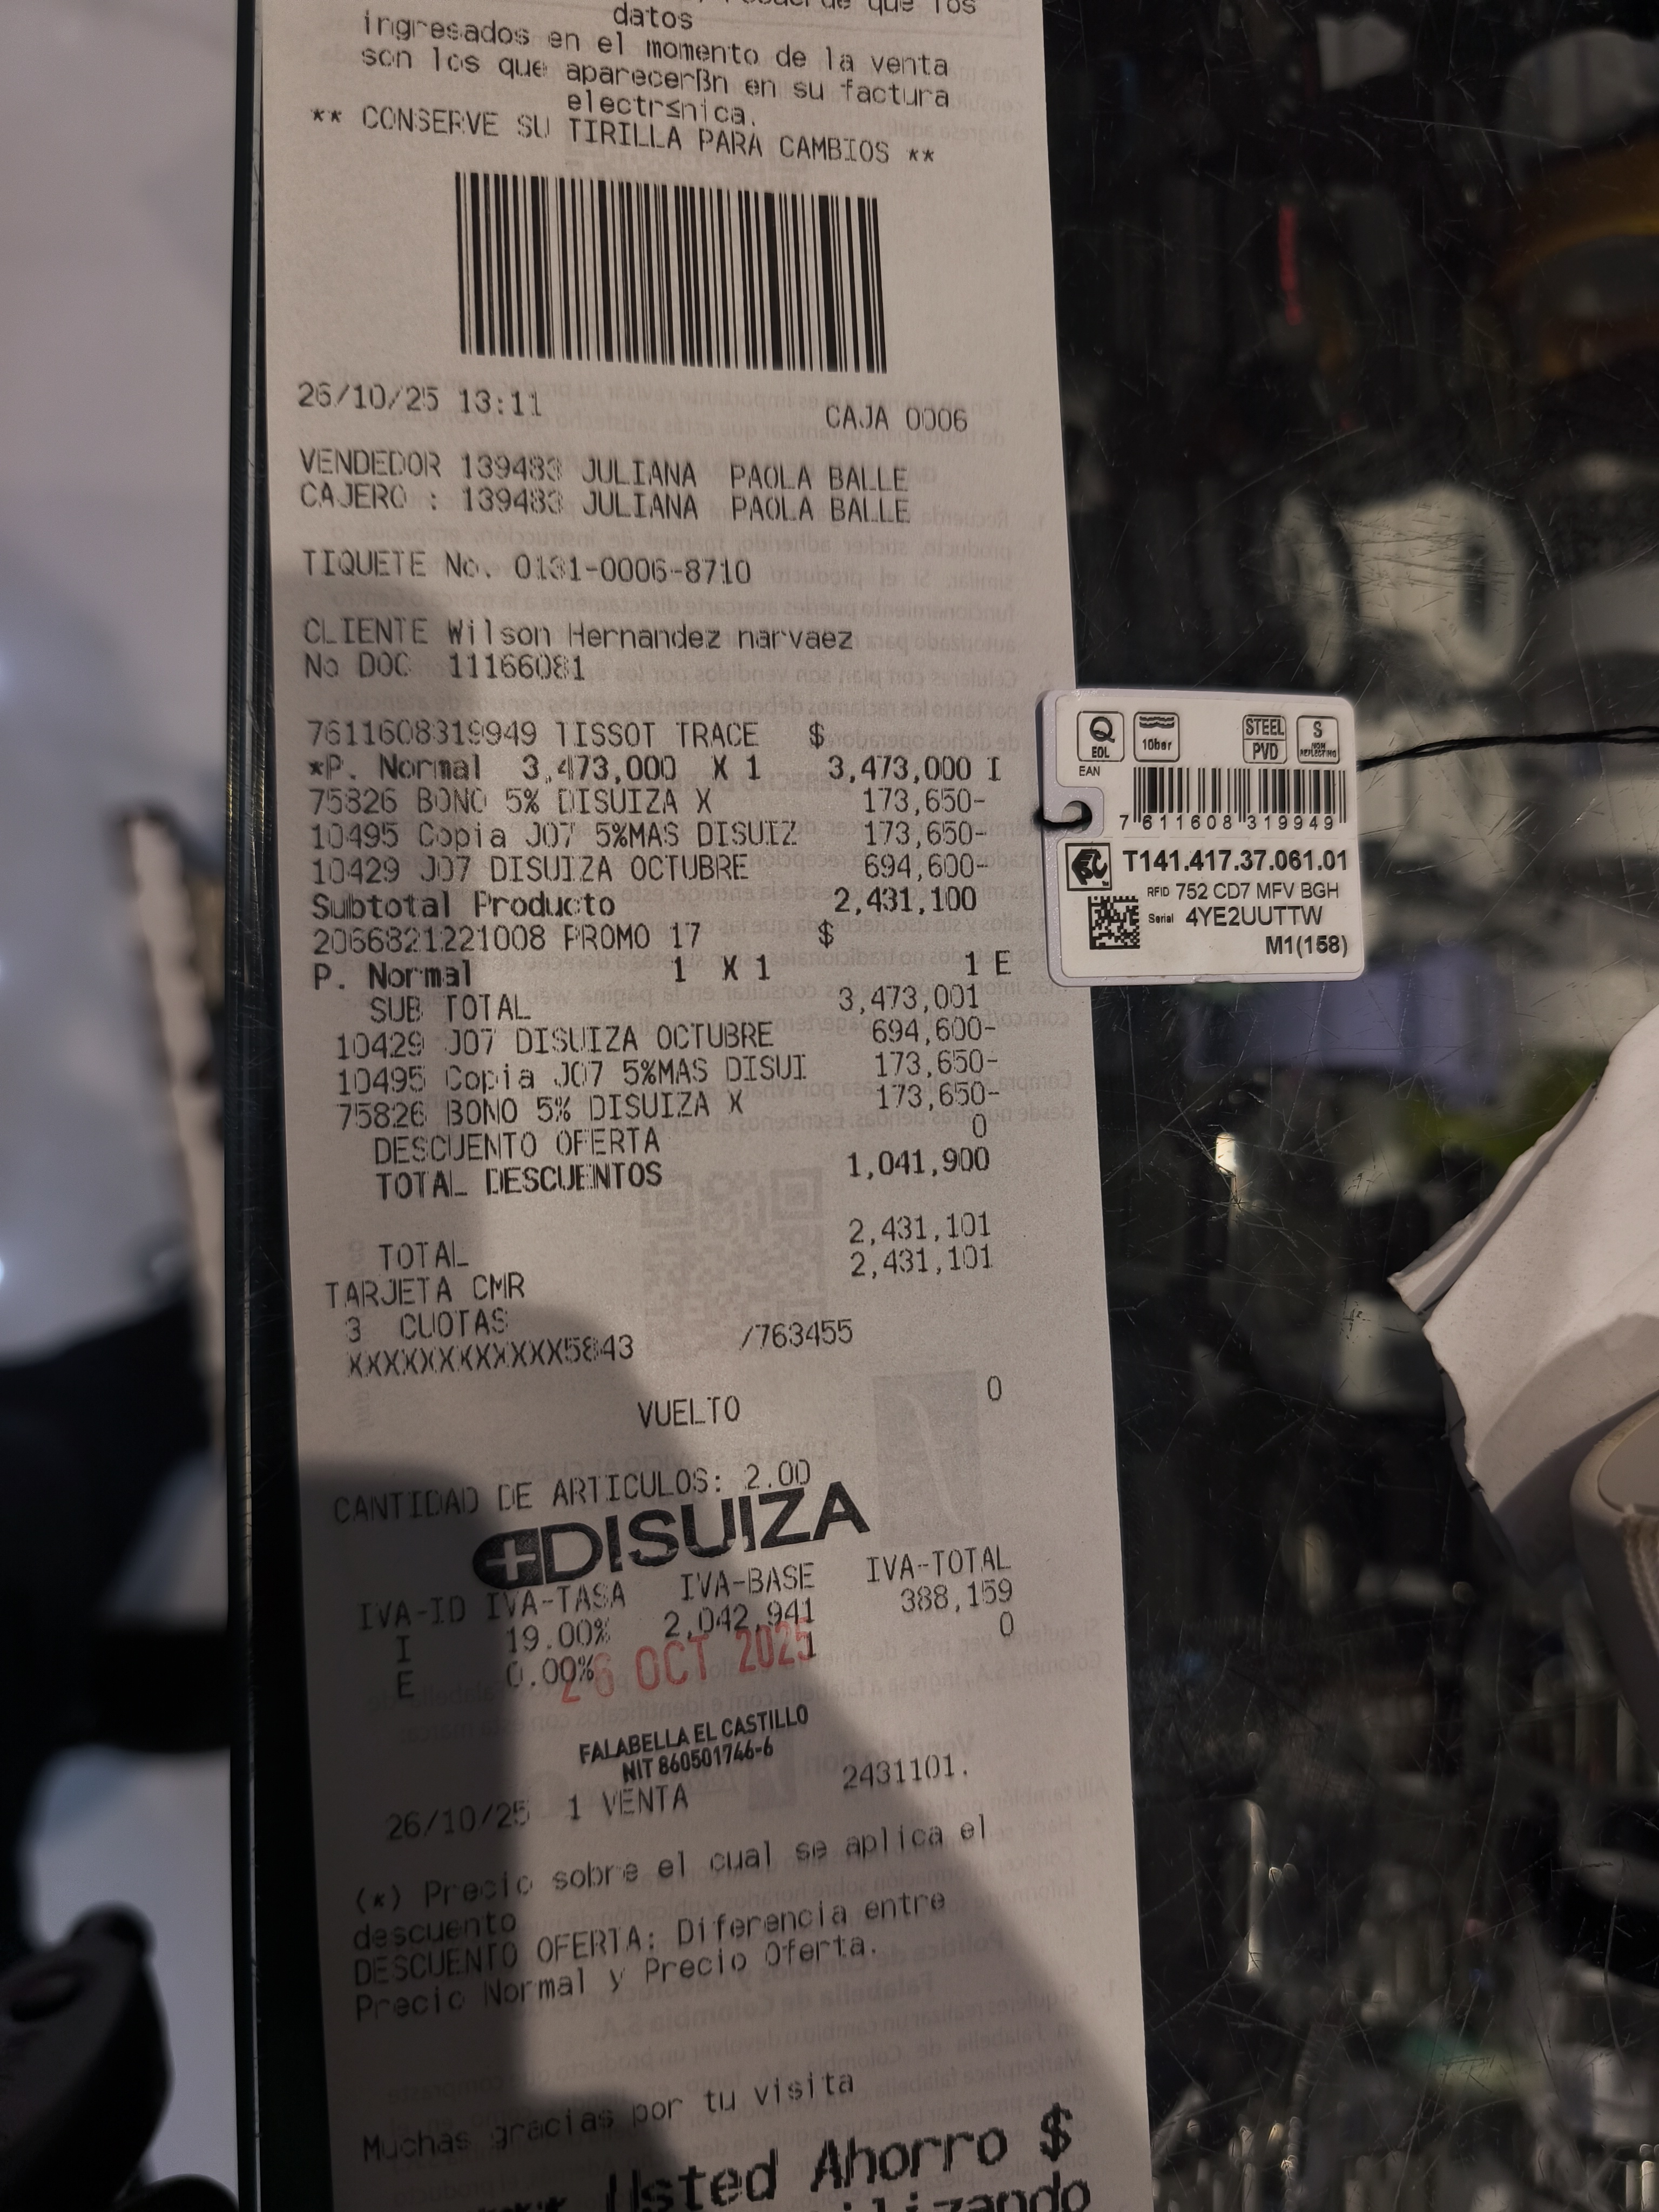 que los
datos
ingresados en el momento de la venta
son los que aparecerßn en su factura
electr≤nica.
** CONSERVE SU TIRILLA PARA CAMBIOS **
26/10/25 13:11 CAJA 0006
VENDEDOR 139483 JULIANA PAOLA BALLE
CAJERO : 139483 JULIANA PAOLA BALLE
TIQUETE No. 0131-0006-8710
CLIENTE Wilson Hernandez narvaez
No DOC 11166081
7611608319949 TISSOT TRACE $
*P. Normal 3,473,000 X 1 3,473,000 I
75826 BONO 5% DISUIZA X 173,650-
10495 Copia J07 5%MAS DISUIZ 173,650-
10429 J07 DISUIZA OCTUBRE 694,600-
Subtotal Producto 2,431,100
2066821221008 PROMO 17 $
P. Normal 1 X 1 1 E
SUB TOTAL 3,473,001
10429 J07 DISUIZA OCTUBRE 694,600-
10495 Copia J07 5%MAS DISUI 173,650-
75826 BONO 5% DISUIZA X 173,650-
DESCUENTO OFERTA 0
TOTAL DESCUENTOS 1,041,900
TOTAL 2,431,101
TARJETA CMR 2,431,101
3 CUOTAS
XXXXXXXXXXXX5843 /763455
VUELTO 0
CANTIDAD DE ARTICULOS: 2.00
DISUIZA
IVA-ID IVA-TASA IVA-BASE IVA-TOTAL
I 19.00% 2,042,941 388,159
E 0.00% 1 0
26 OCT 2025
FALABELLA EL CASTILLO
NIT 860501746-6
26/10/25 1 VENTA 2431101.
(*) Precio sobre el cual se aplica el
descuento
DESCUENTO OFERTA: Diferencia entre
Precio Normal y Precio Oferta.
Muchas gracias por tu visita
Usted Ahorro $
Q EOL
10bar
STEEL PVD
S NON REFLECTING
EAN
7 611608 319949
T141.417.37.061.01
RFID 752 CD7 MFV BGH
Serial 4YE2UUTTW
M1(158)